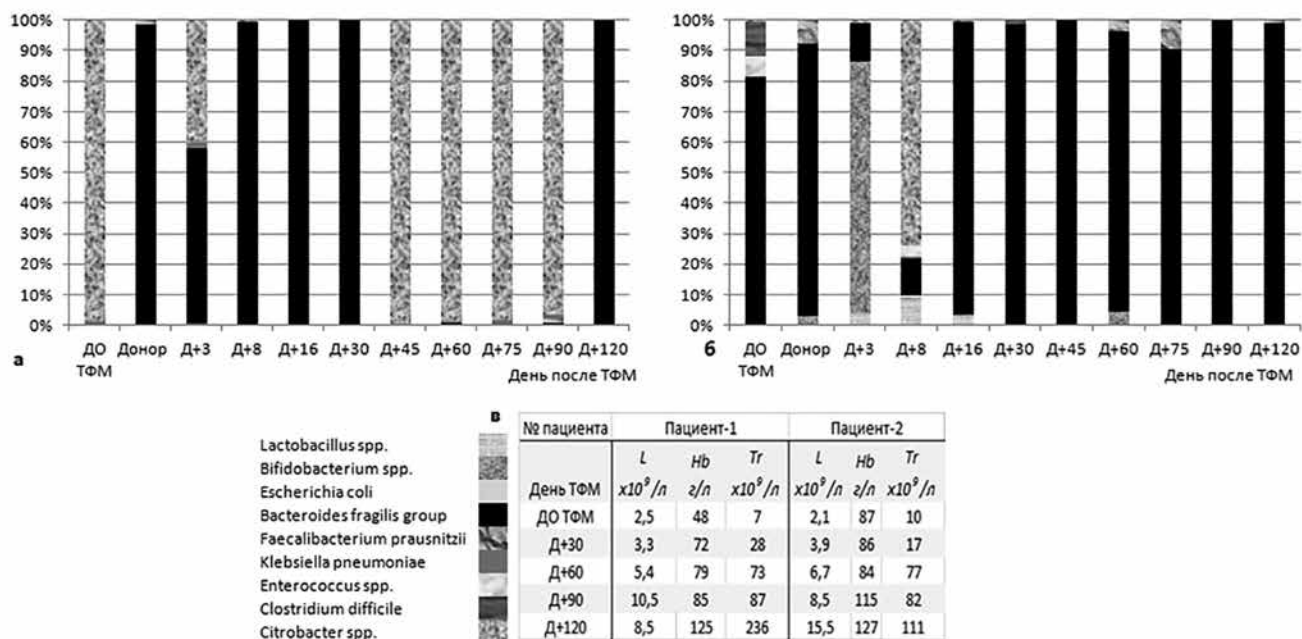 100%
90%
80%
70%
60%
50%
40%
30%
20%
10%
0%
ДО ТФМ Донор Д+3 Д+8 Д+16 Д+30 Д+45 Д+60 Д+75 Д+90 Д+120
а День после ТФМ
100%
90%
80%
70%
60%
50%
40%
30%
20%
10%
0%
ДО ТФМ Донор Д+3 Д+8 Д+16 Д+30 Д+45 Д+60 Д+75 Д+90 Д+120
б День после ТФМ
Lactobacillus spp.
Bifidobacterium spp.
Escherichia coli
Bacteroides fragilis group
Faecalibacterium prausnitzii
Klebsiella pneumoniae
Enterococcus spp.
Clostridium difficile
Citrobacter spp.
в
№ пациента Пациент-1 Пациент-2
L Hb Tr L Hb Tr
День ТФМ x10⁹/л г/л x10⁹/л x10⁹/л г/л x10⁹/л
ДО ТФМ 2,5 48 7 2,1 87 10
Д+30 3,3 72 28 3,9 86 17
Д+60 5,4 79 73 6,7 84 77
Д+90 10,5 85 87 8,5 115 82
Д+120 8,5 125 236 15,5 127 111